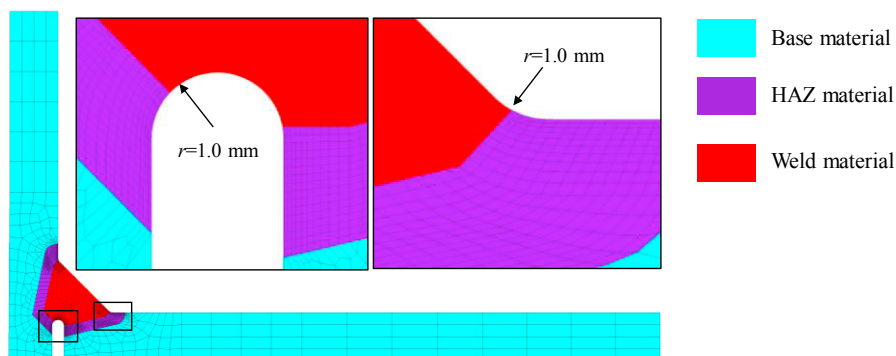 r=1.0 mm
r=1.0 mm
Base material
HAZ material
Weld material